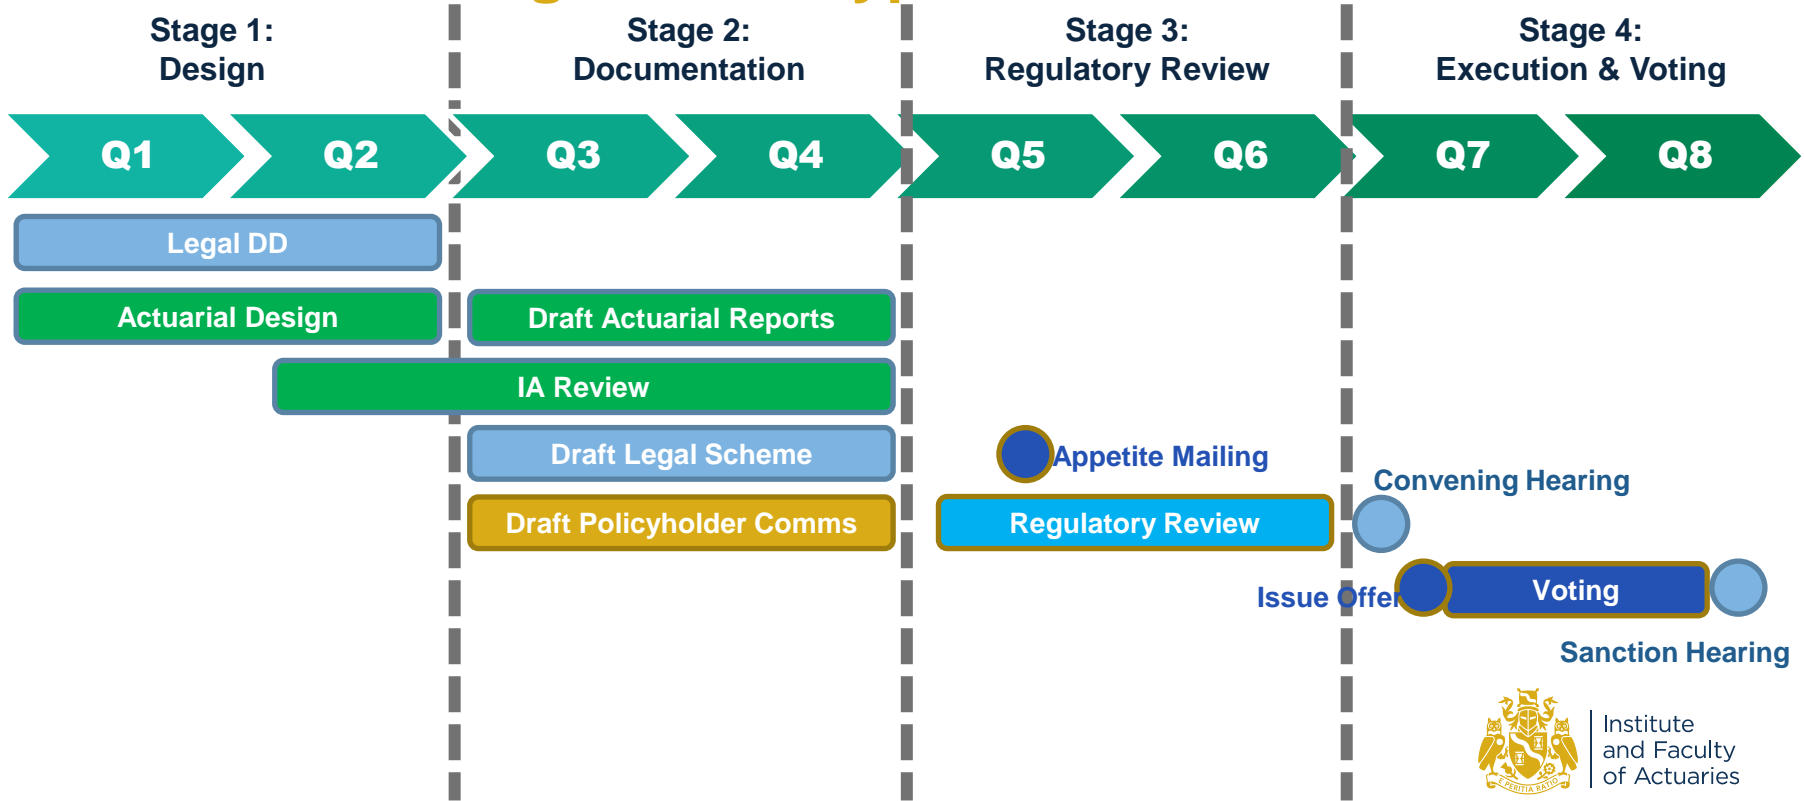 Stage 1:
Design
Stage 2:
Documentation
Stage 3:
Regulatory Review
Stage 4:
Execution & Voting
Q1
Q2
Q3
Q4
Q5
Q6
Q7
Q8
Legal DD
Actuarial Design
Draft Actuarial Reports
IA Review
Draft Legal Scheme
Appetite Mailing
Convening Hearing
Draft Policyholder Comms
Regulatory Review
Issue Offer
Voting
Sanction Hearing
Institute
and Faculty
of Actuaries
E PERITIA RATIO